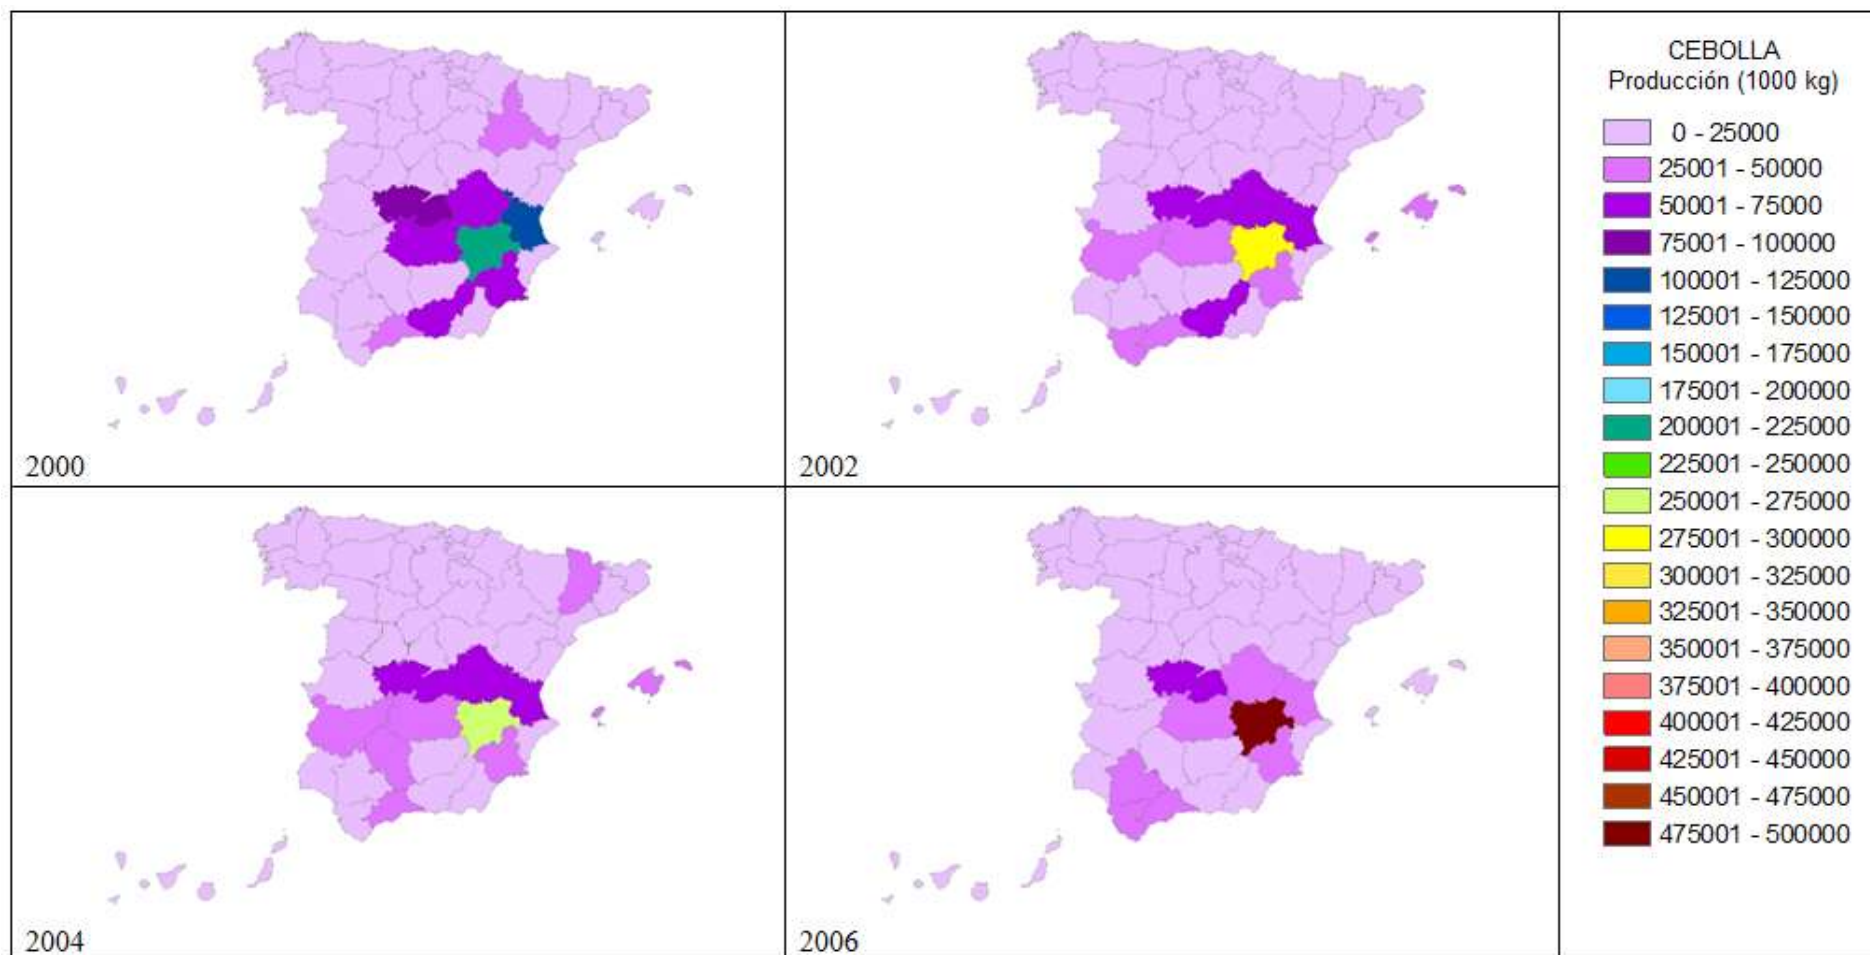 2000
2002
2004
2006
CEBOLLA
Producción (1000 kg)
0 - 25000
25001 - 50000
50001 - 75000
75001 - 100000
100001 - 125000
125001 - 150000
150001 - 175000
175001 - 200000
200001 - 225000
225001 - 250000
250001 - 275000
275001 - 300000
300001 - 325000
325001 - 350000
350001 - 375000
375001 - 400000
400001 - 425000
425001 - 450000
450001 - 475000
475001 - 500000